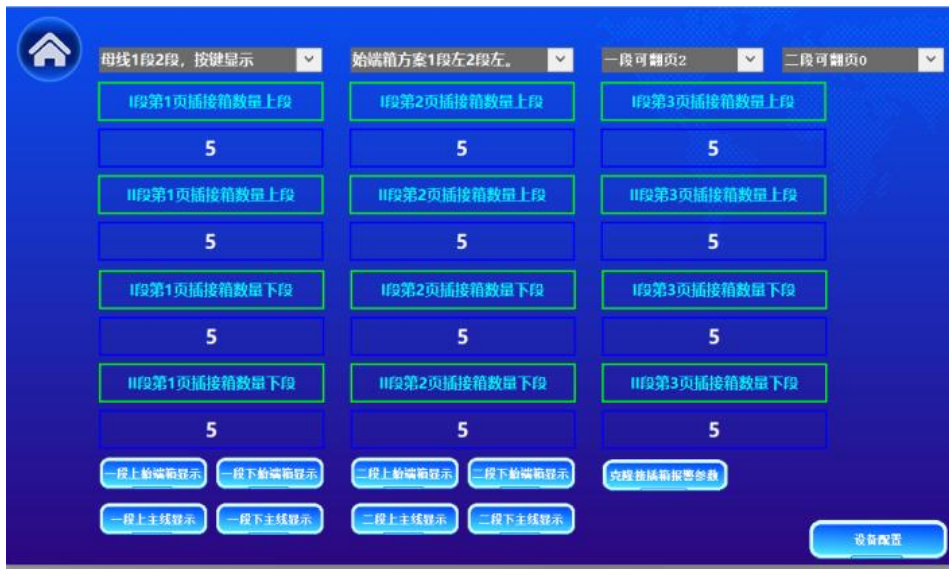 母线1段2段，按键显示 始端箱方案1段左2段左。 一段可翻页2 二段可翻页0
I段第1页插接箱数量上段 I段第2页插接箱数量上段 I段第3页插接箱数量上段
5 5 5
II段第1页插接箱数量上段 II段第2页插接箱数量上段 II段第3页插接箱数量上段
5 5 5
I段第1页插接箱数量下段 I段第2页插接箱数量下段 I段第3页插接箱数量下段
5 5 5
II段第1页插接箱数量下段 II段第2页插接箱数量下段 II段第3页插接箱数量下段
5 5 5
一段上始端箱显示 一段下始端箱显示 二段上始端箱显示 二段下始端箱显示 克隆接插箱报警参数
一段上主线显示 一段下主线显示 二段上主线显示 二段下主线显示
设备配置